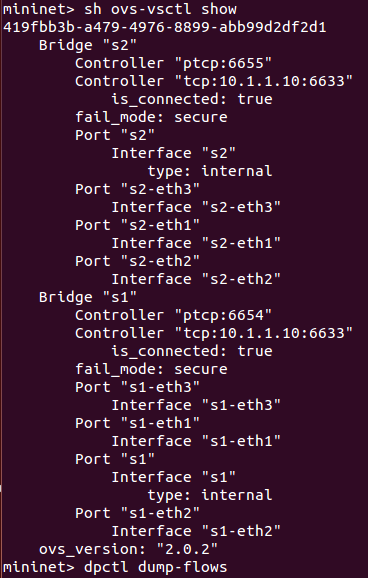 mininet> sh ovs-vsctl show
419fbb3b-a479-4976-8899-abb99d2df2d1
    Bridge "s2"
        Controller "ptcp:6655"
        Controller "tcp:10.1.1.10:6633"
            is_connected: true
        fail_mode: secure
        Port "s2"
            Interface "s2"
                type: internal
        Port "s2-eth3"
            Interface "s2-eth3"
        Port "s2-eth1"
            Interface "s2-eth1"
        Port "s2-eth2"
            Interface "s2-eth2"
    Bridge "s1"
        Controller "ptcp:6654"
        Controller "tcp:10.1.1.10:6633"
            is_connected: true
        fail_mode: secure
        Port "s1-eth3"
            Interface "s1-eth3"
        Port "s1-eth1"
            Interface "s1-eth1"
        Port "s1"
            Interface "s1"
                type: internal
        Port "s1-eth2"
            Interface "s1-eth2"
    ovs_version: "2.0.2"
mininet> dpctl dump-flows